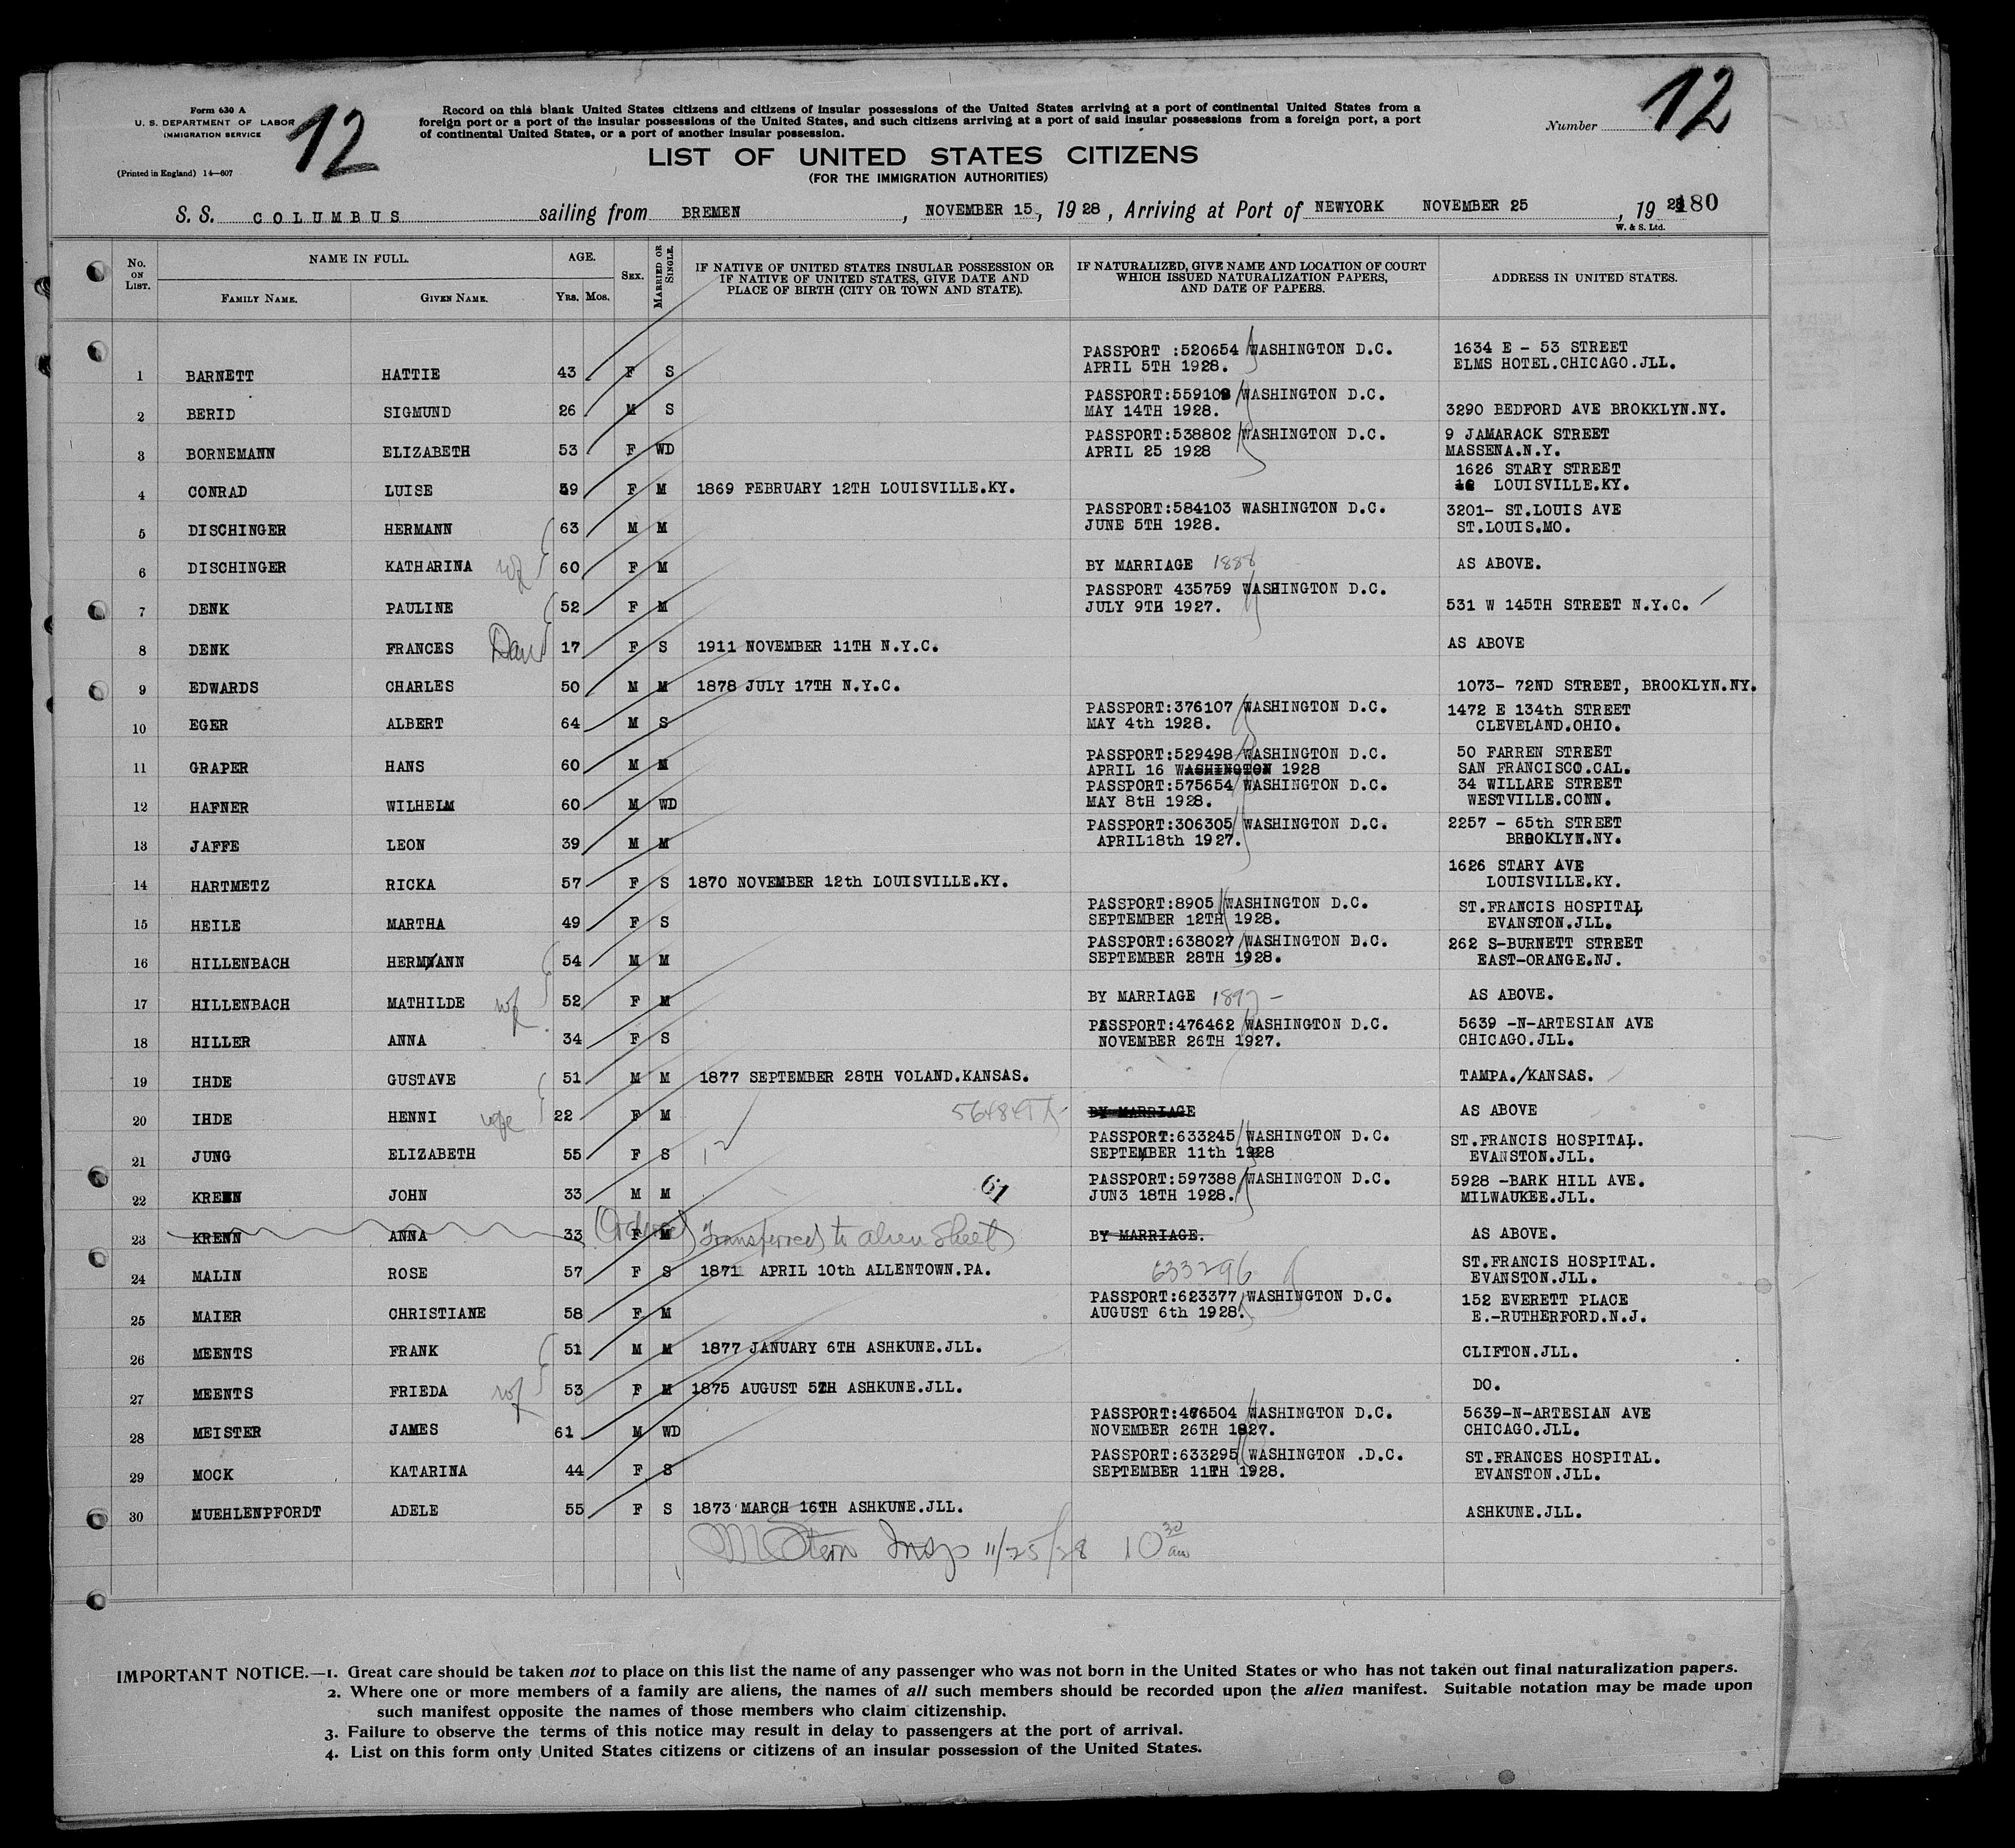 Form 630 A
U. S. DEPARTMENT OF LABOR
IMMIGRATION SERVICE
(Printed in England) 14—607
12
Record on this blank United States citizens and citizens of insular possessions of the United States arriving at a port of continental United States from a
foreign port or a port of the insular possessions of the United States, and such citizens arriving at a port of said insular possessions from a foreign port, a port
of continental United States, or a port of another insular possession.
Number 12
LIST OF UNITED STATES CITIZENS
(FOR THE IMMIGRATION AUTHORITIES)
S. S. COLUMBUS sailing from BREMEN, NOVEMBER 15, 1928, Arriving at Port of NEWYORK NOVEMBER 25, 1928 180
W. & S. Ltd.
No. ON LIST. NAME IN FULL. AGE. SEX. MARRIED OR SINGLE. IF NATIVE OF UNITED STATES INSULAR POSSESSION OR IF NATIVE OF UNITED STATES, GIVE DATE AND PLACE OF BIRTH (CITY OR TOWN AND STATE). IF NATURALIZED, GIVE NAME AND LOCATION OF COURT WHICH ISSUED NATURALIZATION PAPERS, AND DATE OF PAPERS. ADDRESS IN UNITED STATES.
FAMILY NAME. GIVEN NAME. YRS. MOS.
1 BARNETT HATTIE 43 F S PASSPORT :520654 WASHINGTON D.C. APRIL 5TH 1928. 1634 E - 53 STREET ELMS HOTEL.CHICAGO.JLL.
2 BERID SIGMUND 26 M S PASSPORT:559108 WASHINGTON D.C. MAY 14TH 1928. 3290 BEDFORD AVE BROKKLYN.NY.
3 BORNEMANN ELIZABETH 53 F WD PASSPORT:538802 WASHINGTON D.C. APRIL 25 1928 9 JAMARACK STREET MASSENA.N.Y.
4 CONRAD LUISE 59 F M 1869 FEBRUARY 12TH LOUISVILLE.KY. 1626 STARY STREET LOUISVILLE.KY.
5 DISCHINGER HERMANN 63 M M PASSPORT:584103 WASHINGTON D.C. JUNE 5TH 1928. 3201- ST.LOUIS AVE ST.LOUIS.MO.
6 DISCHINGER KATHARINA wf 60 F M BY MARRIAGE 1888 AS ABOVE.
7 DENK PAULINE 52 F M PASSPORT 435759 WASHINGTON D.C. JULY 9TH 1927. 531 W 145TH STREET N.Y.C.
8 DENK FRANCES Dau 17 F S 1911 NOVEMBER 11TH N.Y.C. AS ABOVE
9 EDWARDS CHARLES 50 M M 1878 JULY 17TH N.Y.C. 1073- 72ND STREET, BROOKLYN.NY.
10 EGER ALBERT 64 M S PASSPORT:376107 WASHINGTON D.C. MAY 4th 1928. 1472 E 134th STREET CLEVELAND.OHIO.
11 GRAPER HANS 60 M M PASSPORT:529498 WASHINGTON D.C. APRIL 16 WASHINGTON 1928 50 FARREN STREET SAN FRANCISCO.CAL.
12 HAFNER WILHELM 60 M WD PASSPORT:575654 WASHINGTON D.C. MAY 8tH 1928. 34 WILLARE STREET WESTVILLE.CONN.
13 JAFFE LEON 39 M M PASSPORT:306305 WASHINGTON D.C. APRIL18th 1927. 2257 - 65th STREET BROOKLYN.NY.
14 HARTMETZ RICKA 57 F S 1870 NOVEMBER 12th LOUISVILLE.KY. 1626 STARY AVE LOUISVILLE.KY.
15 HEILE MARTHA 49 F S PASSPORT:8905 WASHINGTON D.C. SEPTEMBER 12TH 1928. ST.FRANCIS HOSPITAL EVANSTON.JLL.
16 HILLENBACH HERMANN 54 M M PASSPORT:638027 WASHINGTON D.C. SEPTEMBER 28TH 1928. 262 S-BURNETT STREET EAST-ORANGE.NJ.
17 HILLENBACH MATHILDE wf 52 F M BY MARRIAGE 1897 - AS ABOVE.
18 HILLER ANNA 34 F S PASSPORT:476462 WASHINGTON D.C. NOVEMBER 26TH 1927. 5639 -N-ARTESIAN AVE CHICAGO.JLL.
19 IHDE GUSTAVE 51 M M 1877 SEPTEMBER 28TH VOLAND.KANSAS. TAMPA./KANSAS.
20 IHDE HENNI wife 22 F M BY MARRIAGE AS ABOVE
21 JUNG ELIZABETH 55 F S PASSPORT:633245 WASHINGTON D.C. SEPTEMBER 11th 1928 ST.FRANCIS HOSPITAL. EVANSTON.JLL.
22 KRENN JOHN 33 M M 61 PASSPORT:597388 WASHINGTON D.C. JUN3 18TH 1928. 5928 -BARK HILL AVE. MILWAUKEE.JLL.
23 KRENN ANNA 33 F M Transferred to alien sheet BY MARRIAGE. AS ABOVE.
24 MALIN ROSE 57 F S 1871 APRIL 10th ALLENTOWN.PA. 633296 ST.FRANCIS HOSPITAL. EVANSTON.JLL.
25 MAIER CHRISTIANE 58 F M PASSPORT:623377 WASHINGTON D.C. AUGUST 6th 1928. 152 EVERETT PLACE E.-RUTHERFORD.N.J.
26 MEENTS FRANK 51 M M 1877 JANUARY 6TH ASHKUNE.JLL. CLIFTON.JLL.
27 MEENTS FRIEDA wf 53 F M 1875 AUGUST 5TH ASHKUNE.JLL. DO.
28 MEISTER JAMES 61 M WD PASSPORT:476504 WASHINGTON D.C. NOVEMBER 26TH 1927. 5639-N-ARTESIAN AVE CHICAGO.JLL.
29 MOCK KATARINA 44 F S PASSPORT:633295 WASHINGTON .D.C. SEPTEMBER 11TH 1928. ST.FRANCES HOSPITAL. EVANSTON.JLL.
30 MUEHLENPFORDT ADELE 55 F S 1873 MARCH 16TH ASHKUNE.JLL. ASHKUNE.JLL.
Insp 11/25/28 10 30 am
IMPORTANT NOTICE.—1. Great care should be taken not to place on this list the name of any passenger who was not born in the United States or who has not taken out final naturalization papers.
2. Where one or more members of a family are aliens, the names of all such members should be recorded upon the alien manifest. Suitable notation may be made upon
such manifest opposite the names of those members who claim citizenship.
3. Failure to observe the terms of this notice may result in delay to passengers at the port of arrival.
4. List on this form only United States citizens or citizens of an insular possession of the United States.